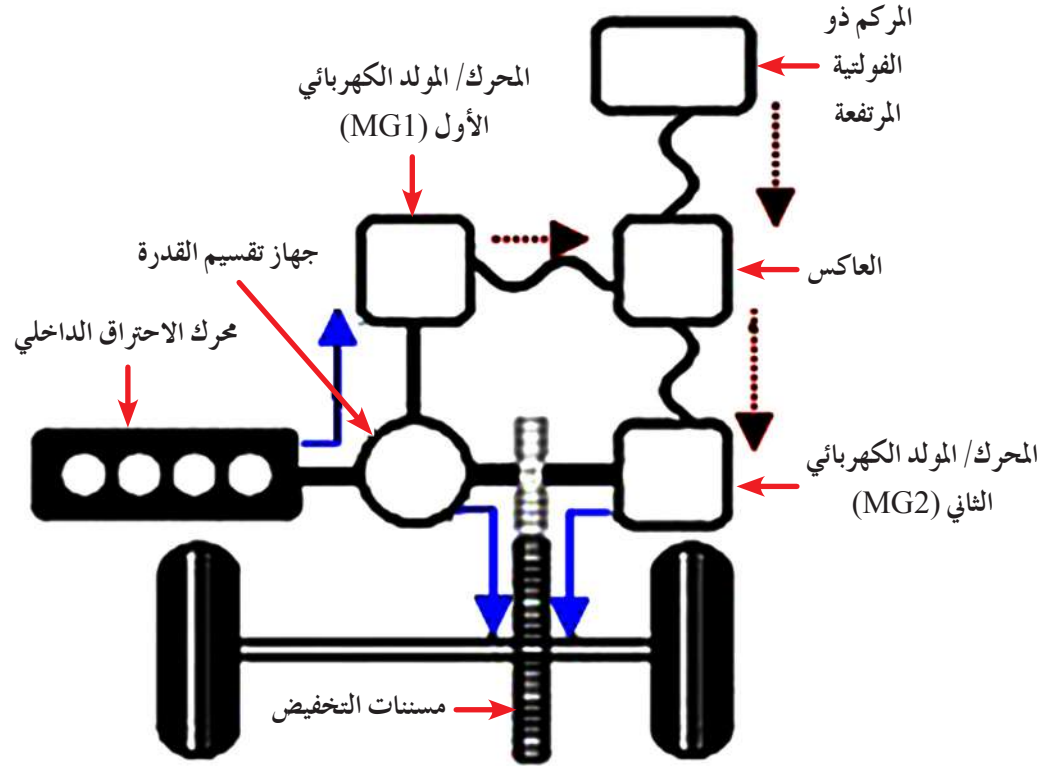 المركم ذو
الفولتية
المرتفعة
المحرك/ المولد الكهربائي
الأول (MG1)
جهاز تقسيم القدرة
العاكس
محرك الاحتراق الداخلي
المحرك/ المولد الكهربائي
الثاني (MG2)
مسننات التخفيض